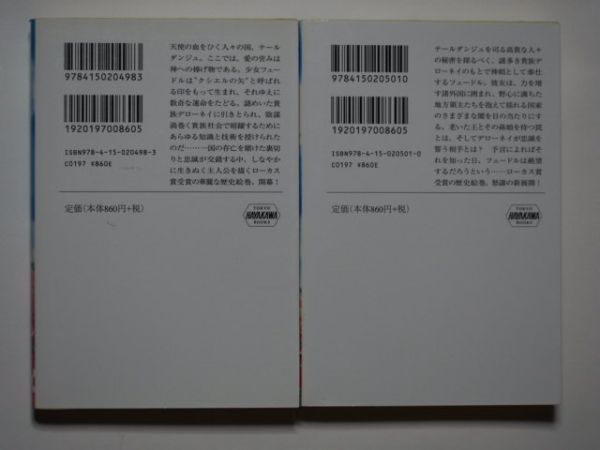 9784150204983
1920197008605
ISBN978-4-15-020498-3
C0197 ¥860E
天使の血をひく人々の国、テール
ダンジュ。ここでは、愛の営みは
神への捧げ物である。少女フェー
ドルは"クシエルの矢"と呼ばれ
る印をもって生まれ、それゆえに
数奇な運命をたどる。謎めいた貴
族デローネイに引きとられ、陰謀
渦巻く貴族社会で暗躍するために
あらゆる知識と技術を授けられた
のだ………国の存亡を賭けた裏切
りと忠誠が交錯する中、しなやか
に生きぬく主人公を描くローカス
賞受賞の華麗な歴史絵巻、開幕!
定価(本体860円+税)
TOKYO
HAYAKAWA
BOOKS
9784150205010
1920197008605
ISBN978-4-15-020501-0
C0197 ¥860E
テールダンジュを司る高貴な人々
の秘密を探るべく、謎多き貴族デ
ローネイのもとで神娼として奉仕
するフェードル。彼女は、力を増
す諸外国に囲まれ、野心に満ちた
地方領主たちを抱えて揺れる国家
のさまざまな闇を目の当りにす
る。老いた王とその孫娘を待つ罠
とは、そしてデローネイが忠誠を
誓う相手とは? 予言によればそ
れを知った日、フェードルは絶望
するだろうという……ローカス賞
受賞の歴史絵巻、怒濤の新展開!
定価(本体860円+税)
TOKYO
HAYAKAWA
BOOKS